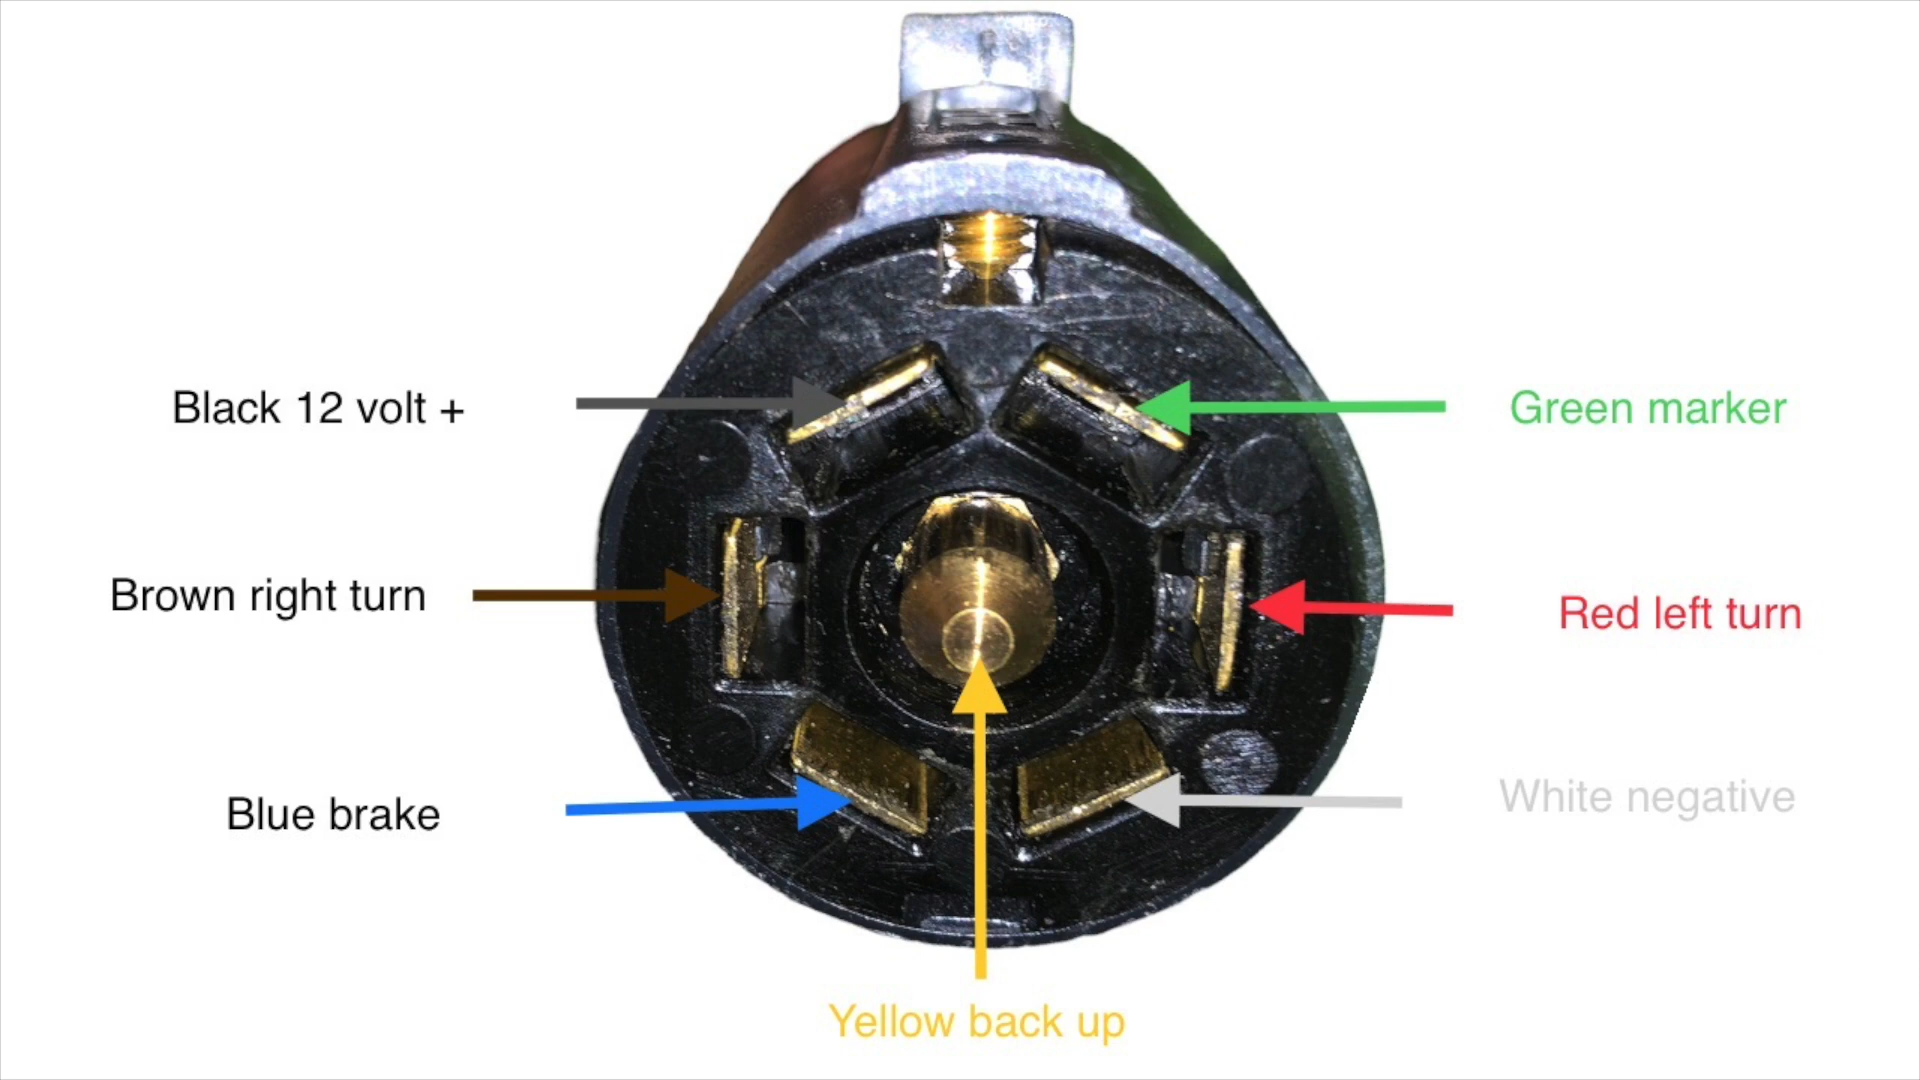 Black 12 volt +
Green marker
Brown right turn
Red left turn
Blue brake
White negative
Yellow back up